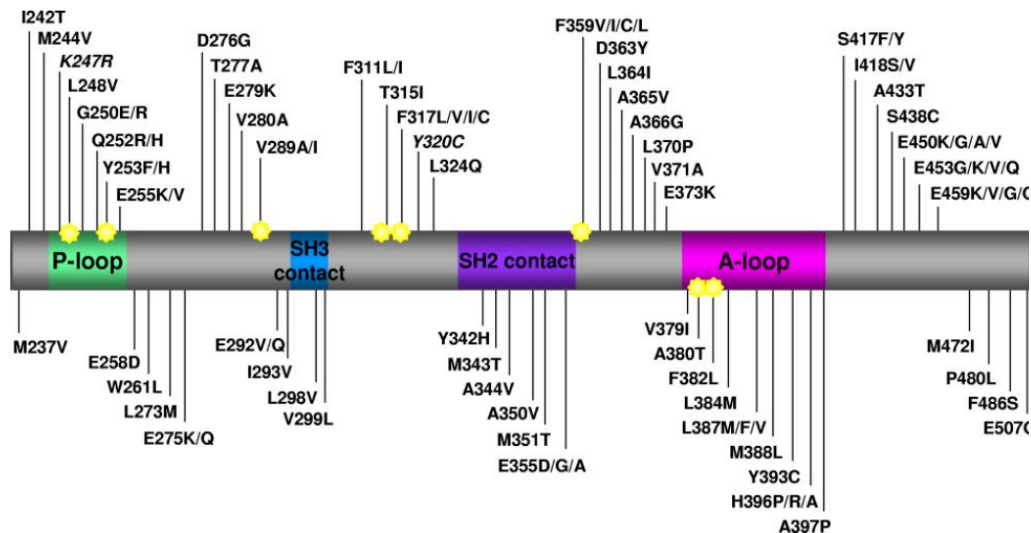 I242T
M244V
K247R
L248V
G250E/R
Q252R/H
Y253F/H
E255K/V
D276G
T277A
E279K
V280A
V289A/I
F311L/I
T315I
F317L/V/I/C
Y320C
L324Q
F359V/I/C/L
D363Y
L364I
A365V
A366G
L370P
V371A
E373K
S417F/Y
I418S/V
A433T
S438C
E450K/G/A/V
E453G/K/V/Q
E459K/V/G/
P-loop
SH3
contact
SH2 contact
A-loop
M237V
E258D
W261L
L273M
E275K/Q
E292V/Q
I293V
L298V
V299L
Y342H
M343T
A344V
A350V
M351T
E355D/G/A
V379I
A380T
F382L
L384M
L387M/F/V
M388L
Y393C
H396P/R/A
A397P
M472I
P480L
F486S
E507